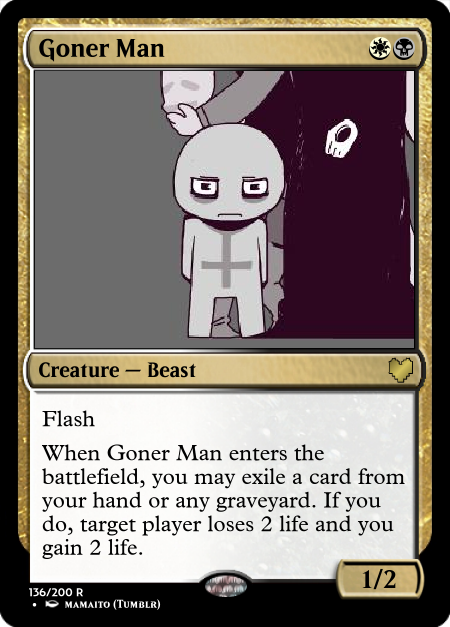 Goner Man
Creature — Beast
Flash
When Goner Man enters the
battlefield, you may exile a card from
your hand or any graveyard. If you
do, target player loses 2 life and you
gain 2 life.
1/2
136/200 R
• MAMAITO (TUMBLR)